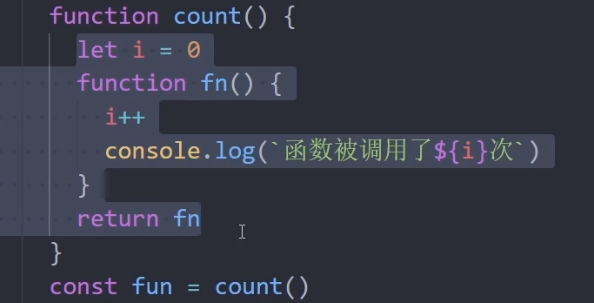 function count() {
let i = 0
function fn() {
i++
console.log(`函数被调用了${i}次`)
}
return fn
}
const fun = count()